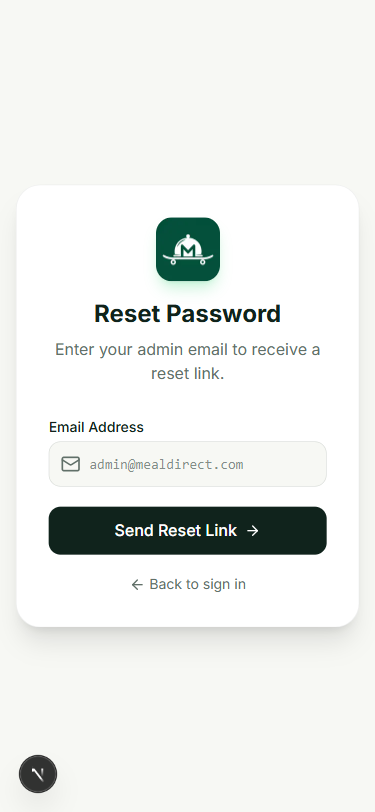 M
Reset Password
Enter your admin email to receive a
reset link.
Email Address
admin@mealdirect.com
Send Reset Link →
← Back to sign in
N